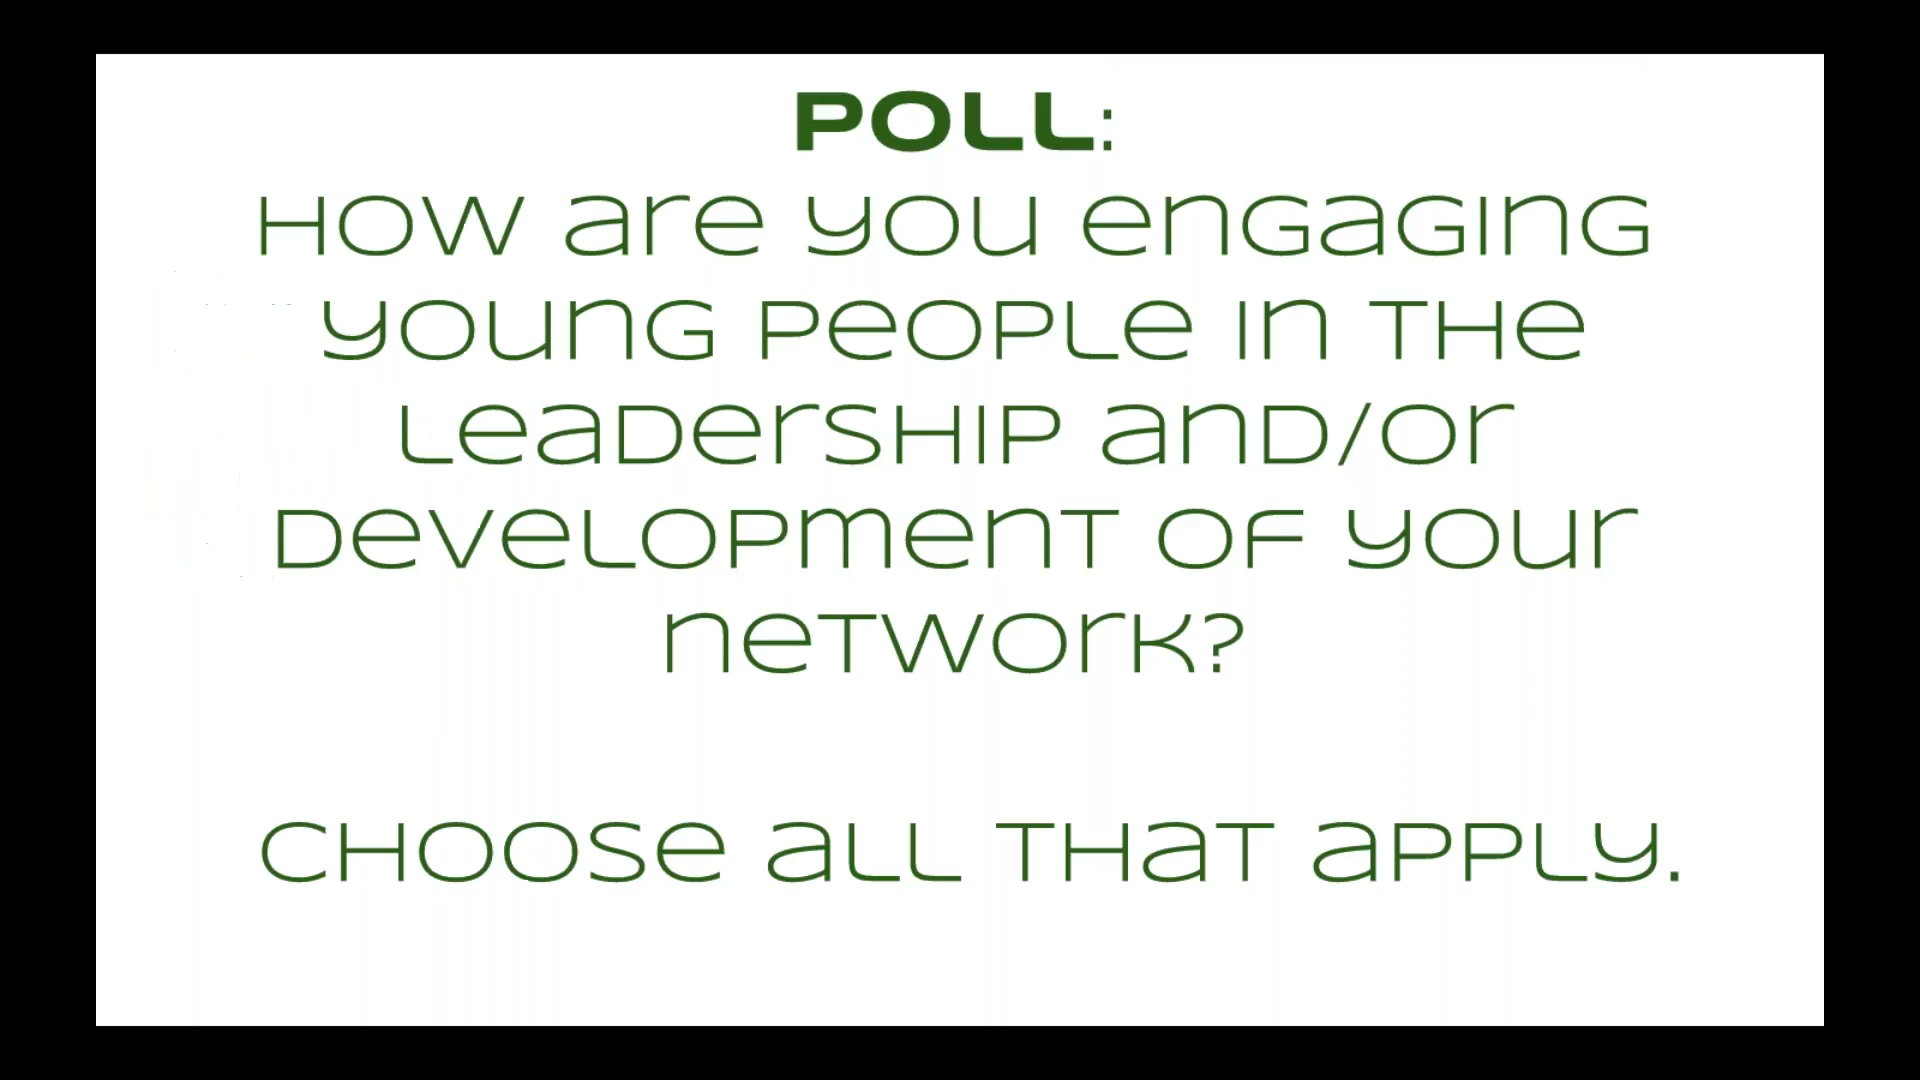 POLL:
How are you engaging
young people in the
leadership and/or
development of your
network?
Choose all that apply.